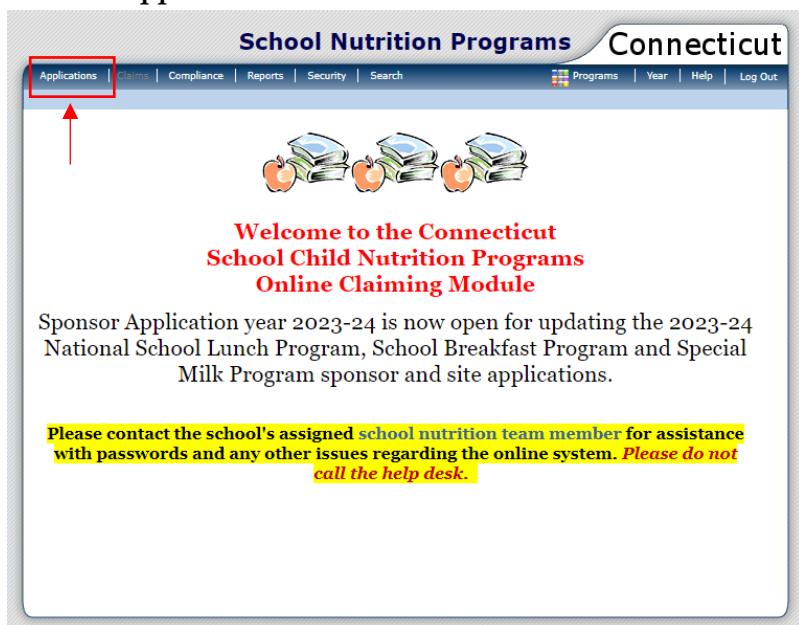 School Nutrition Programs
Connecticut
Applications | Claims | Compliance | Reports | Security | Search
Programs | Year | Help | Log Out
Welcome to the Connecticut
School Child Nutrition Programs
Online Claiming Module
Sponsor Application year 2023-24 is now open for updating the 2023-24
National School Lunch Program, School Breakfast Program and Special
Milk Program sponsor and site applications.
Please contact the school's assigned school nutrition team member for assistance
with passwords and any other issues regarding the online system. Please do not
call the help desk.